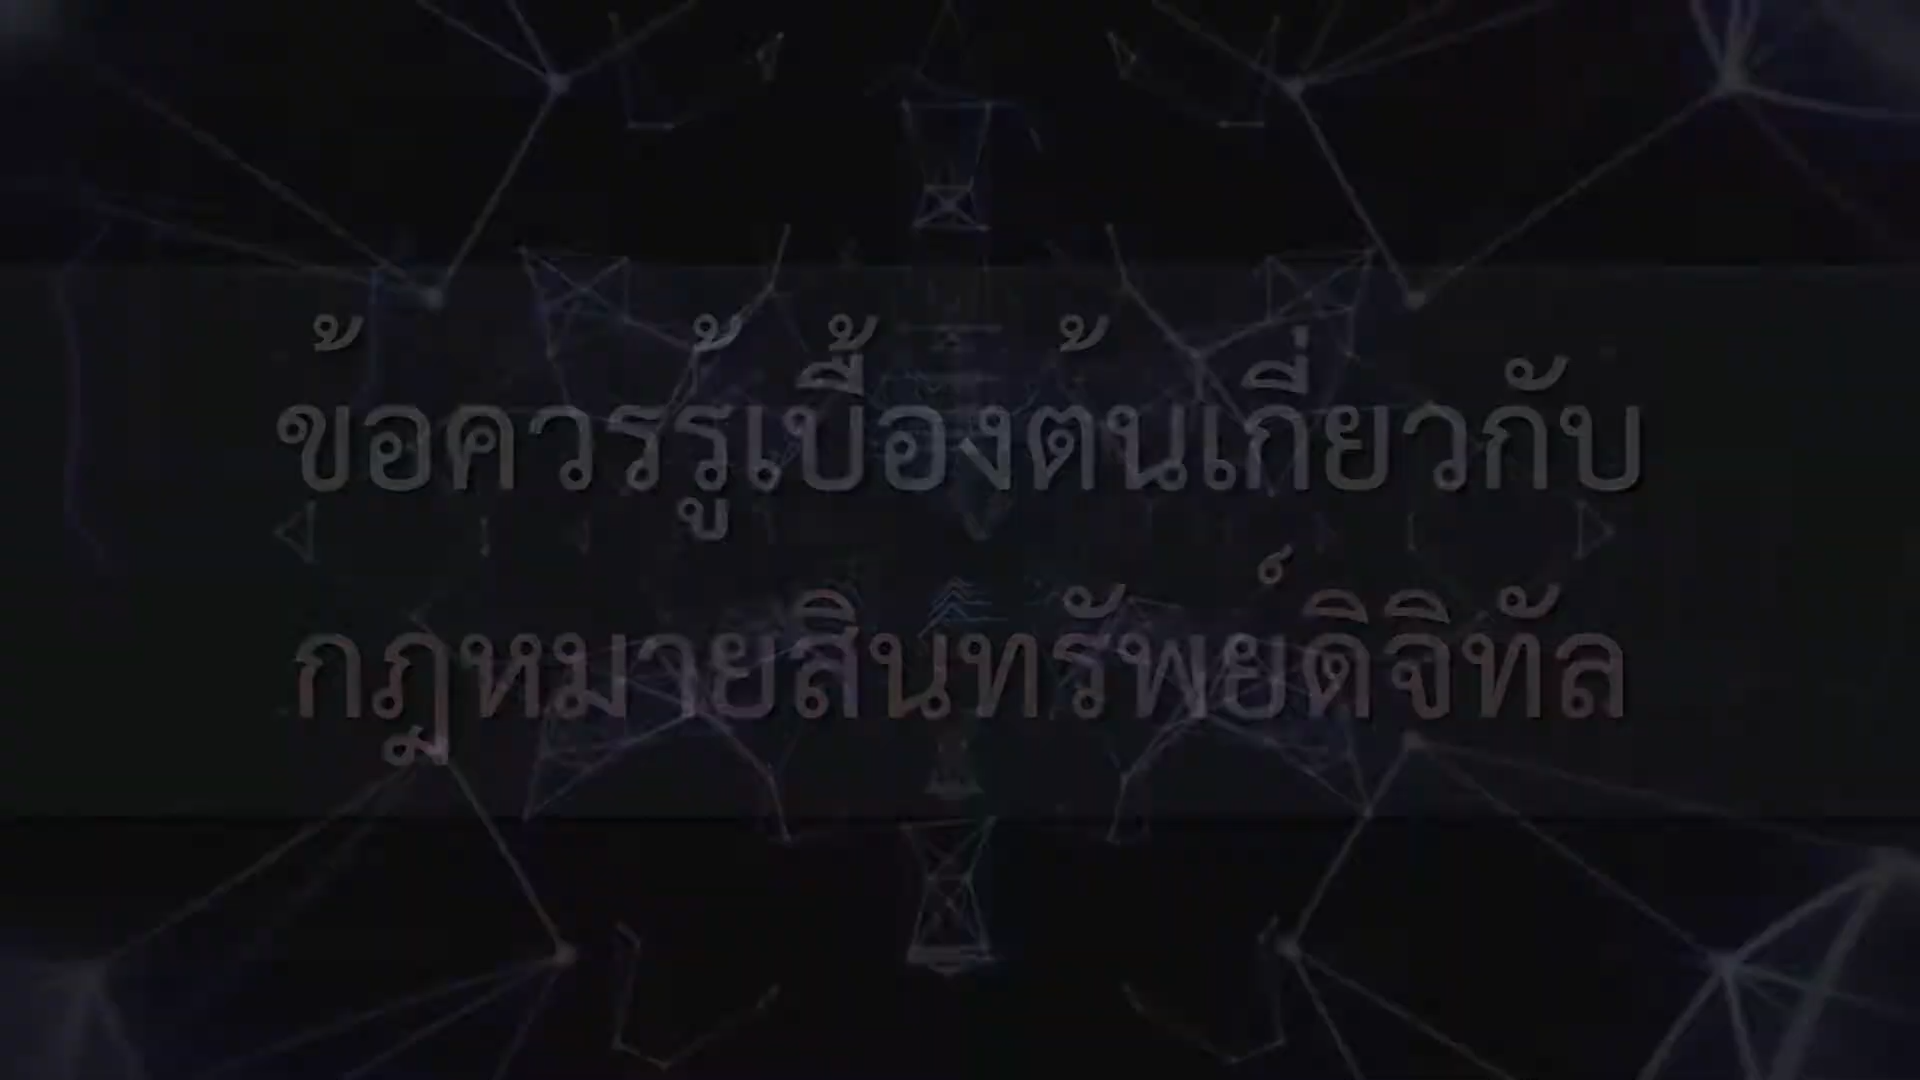 ข้อควรรู้เบื้องต้นเกี่ยวกับ
กฎหมายสินทรัพย์ดิจิทัล